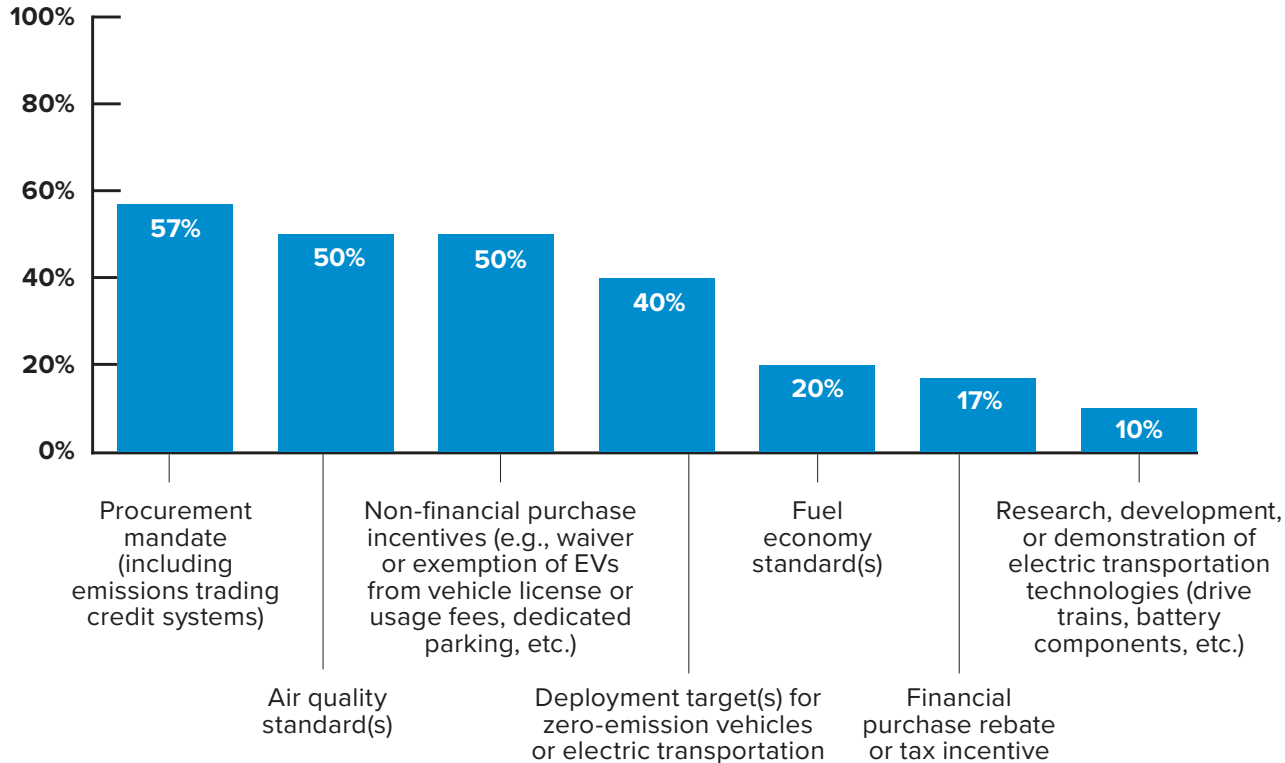 100%
80%
60%
40%
20%
0%
57%
50%
50%
40%
20%
17%
10%
Procurement
mandate
(including
emissions trading
credit systems)
Air quality
standard(s)
Non-financial purchase
incentives (e.g., waiver
or exemption of EVs
from vehicle license or
usage fees, dedicated
parking, etc.)
Deployment target(s) for
zero-emission vehicles
or electric transportation
Fuel
economy
standard(s)
Financial
purchase rebate
or tax incentive
Research, development,
or demonstration of
electric transportation
technologies (drive
trains, battery
components, etc.)